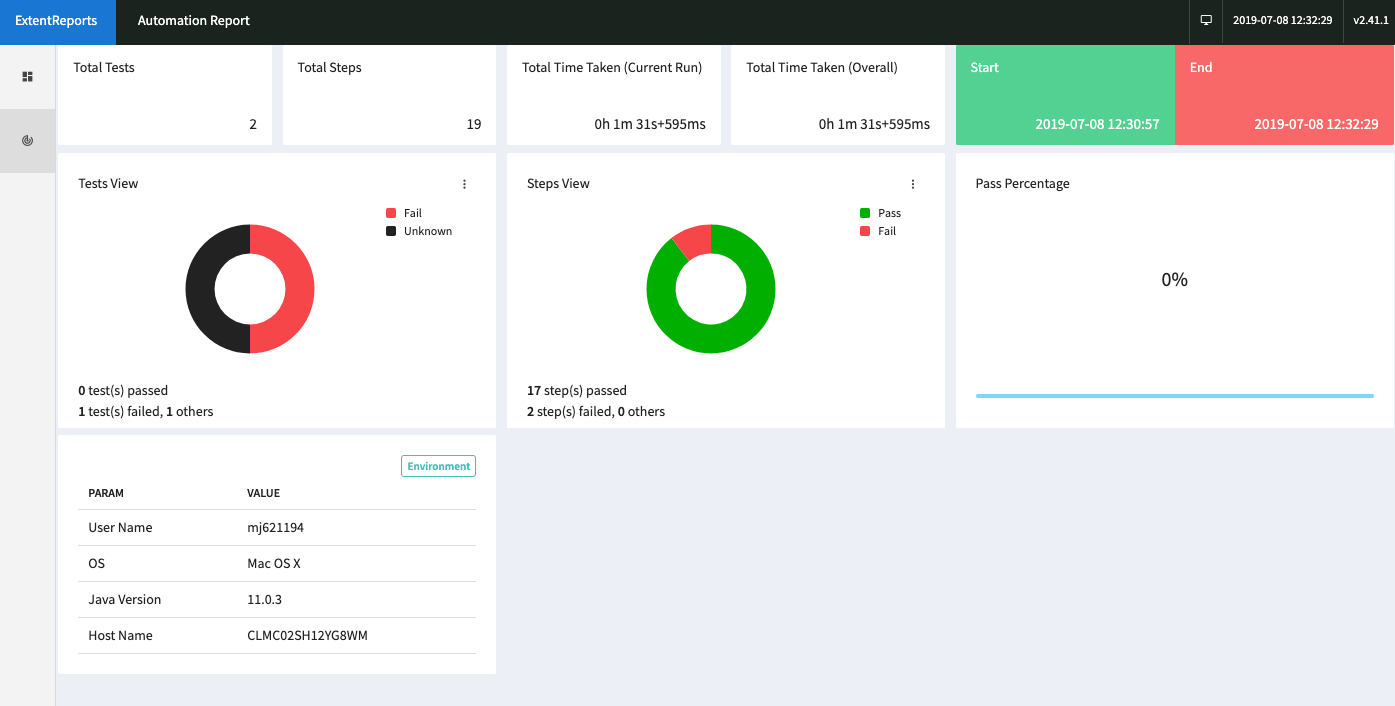 ExtentReports Automation Report 2019-07-08 12:32:29 v2.41.1
Total Tests
2
Total Steps
19
Total Time Taken (Current Run)
0h 1m 31s+595ms
Total Time Taken (Overall)
0h 1m 31s+595ms
Start
2019-07-08 12:30:57
End
2019-07-08 12:32:29
Tests View
Fail
Unknown
0 test(s) passed
1 test(s) failed, 1 others
Steps View
Pass
Fail
17 step(s) passed
2 step(s) failed, 0 others
Pass Percentage
0%
Environment
PARAM VALUE
User Name mj621194
OS Mac OS X
Java Version 11.0.3
Host Name CLMC02SH12YG8WM